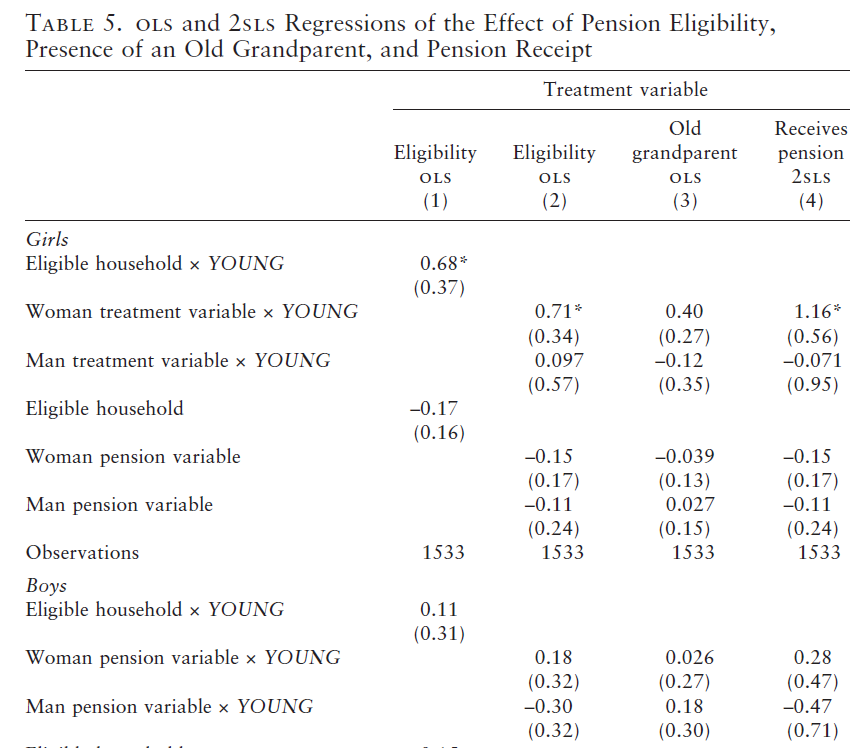 TABLE 5. OLS and 2SLS Regressions of the Effect of Pension Eligibility,
Presence of an Old Grandparent, and Pension Receipt
Treatment variable
Old Receives
Eligibility Eligibility grandparent pension
OLS OLS OLS 2SLS
(1) (2) (3) (4)
Girls
Eligible household × YOUNG 0.68*
(0.37)
Woman treatment variable × YOUNG 0.71* 0.40 1.16*
(0.34) (0.27) (0.56)
Man treatment variable × YOUNG 0.097 –0.12 –0.071
(0.57) (0.35) (0.95)
Eligible household –0.17
(0.16)
Woman pension variable –0.15 –0.039 –0.15
(0.17) (0.13) (0.17)
Man pension variable –0.11 0.027 –0.11
(0.24) (0.15) (0.24)
Observations 1533 1533 1533 1533
Boys
Eligible household × YOUNG 0.11
(0.31)
Woman pension variable × YOUNG 0.18 0.026 0.28
(0.32) (0.27) (0.47)
Man pension variable × YOUNG –0.30 0.18 –0.47
(0.32) (0.30) (0.71)